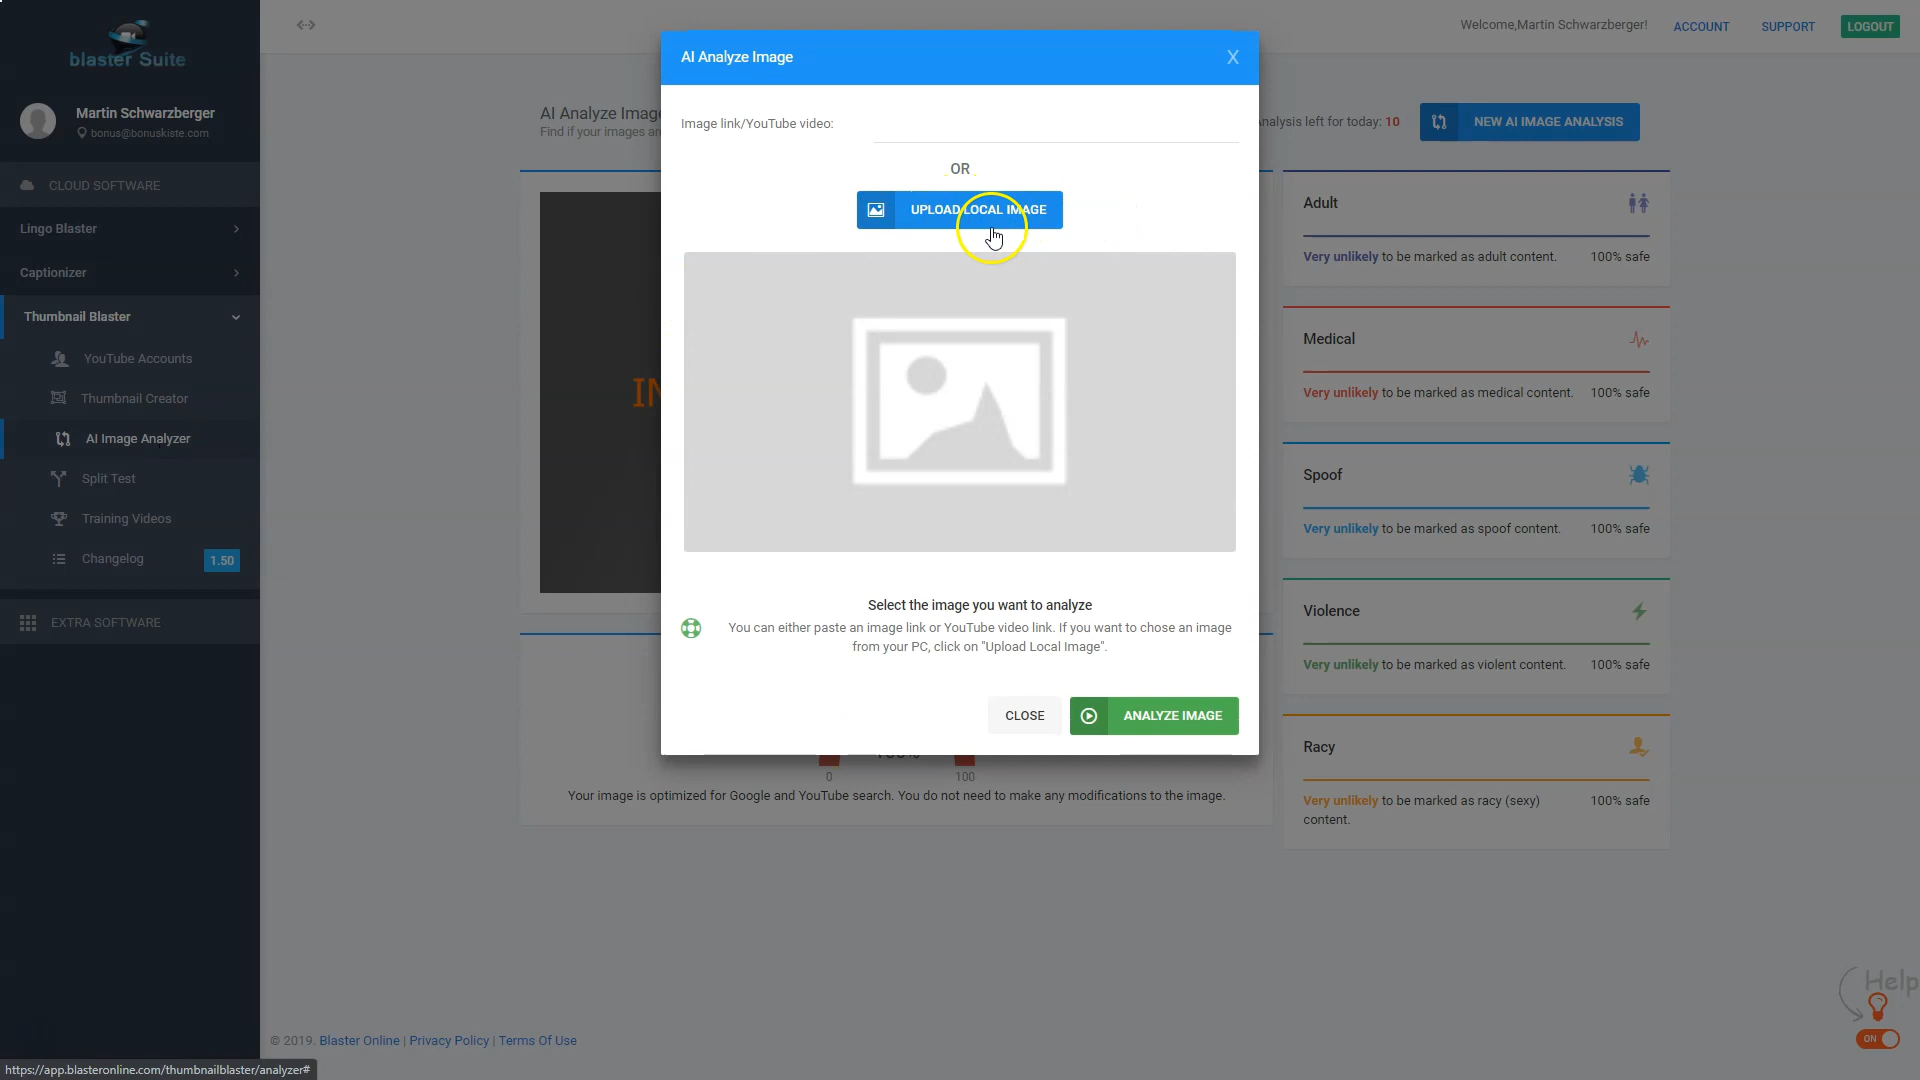 blaster Suite
Martin Schwarzberger
bonus@bonuskiste.com
CLOUD SOFTWARE
Lingo Blaster
Captionizer
Thumbnail Blaster
YouTube Accounts
Thumbnail Creator
AI Image Analyzer
Split Test
Training Videos
Changelog
1.50
EXTRA SOFTWARE
Welcome,Martin Schwarzberger!
ACCOUNT
SUPPORT
LOGOUT
AI Analyze Imag
Find if your images ar
nalysis left for today: 10
NEW AI IMAGE ANALYSIS
AI Analyze Image
X
Image link/YouTube video:
OR
UPLOAD LOCAL IMAGE
Select the image you want to analyze
You can either paste an image link or YouTube video link. If you want to chose an image
from your PC, click on "Upload Local Image".
CLOSE
ANALYZE IMAGE
IN
0
100
Your image is optimized for Google and YouTube search. You do not need to make any modifications to the image.
Adult
Very unlikely to be marked as adult content.
100% safe
Medical
Very unlikely to be marked as medical content.
100% safe
Spoof
Very unlikely to be marked as spoof content.
100% safe
Violence
Very unlikely to be marked as violent content.
100% safe
Racy
Very unlikely to be marked as racy (sexy)
content.
100% safe
Help
ON
© 2019. Blaster Online | Privacy Policy | Terms Of Use
https://app.blasteronline.com/thumbnailblaster/analyzer#